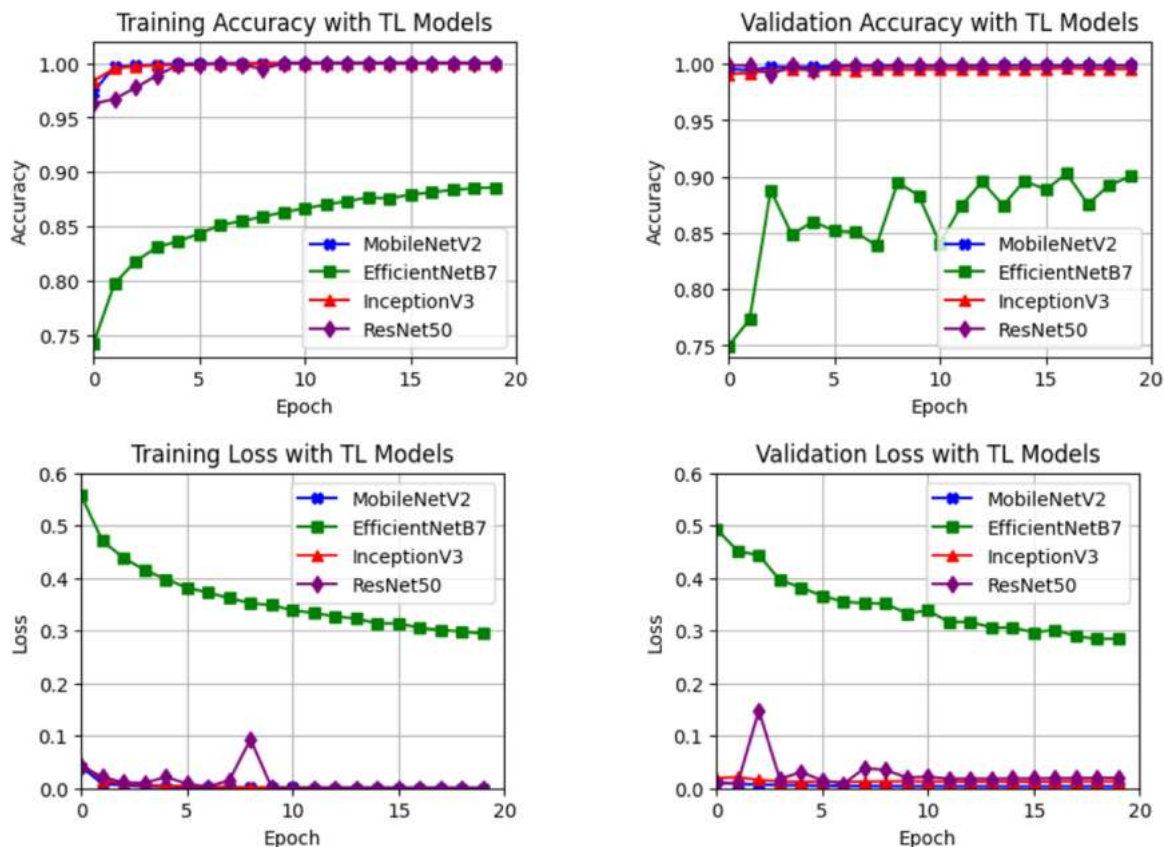 Training Accuracy with TL Models
1.00
0.95
0.90
0.85
0.80
0.75
Accuracy
MobileNetV2
EfficientNetB7
InceptionV3
ResNet50
0 5 10 15 20
Epoch
Validation Accuracy with TL Models
1.00
0.95
0.90
0.85
0.80
0.75
Accuracy
MobileNetV2
EfficientNetB7
InceptionV3
ResNet50
0 5 10 15 20
Epoch
Training Loss with TL Models
0.6
0.5
0.4
0.3
0.2
0.1
0.0
Loss
MobileNetV2
EfficientNetB7
InceptionV3
ResNet50
0 5 10 15 20
Epoch
Validation Loss with TL Models
0.6
0.5
0.4
0.3
0.2
0.1
0.0
Loss
MobileNetV2
EfficientNetB7
InceptionV3
ResNet50
0 5 10 15 20
Epoch